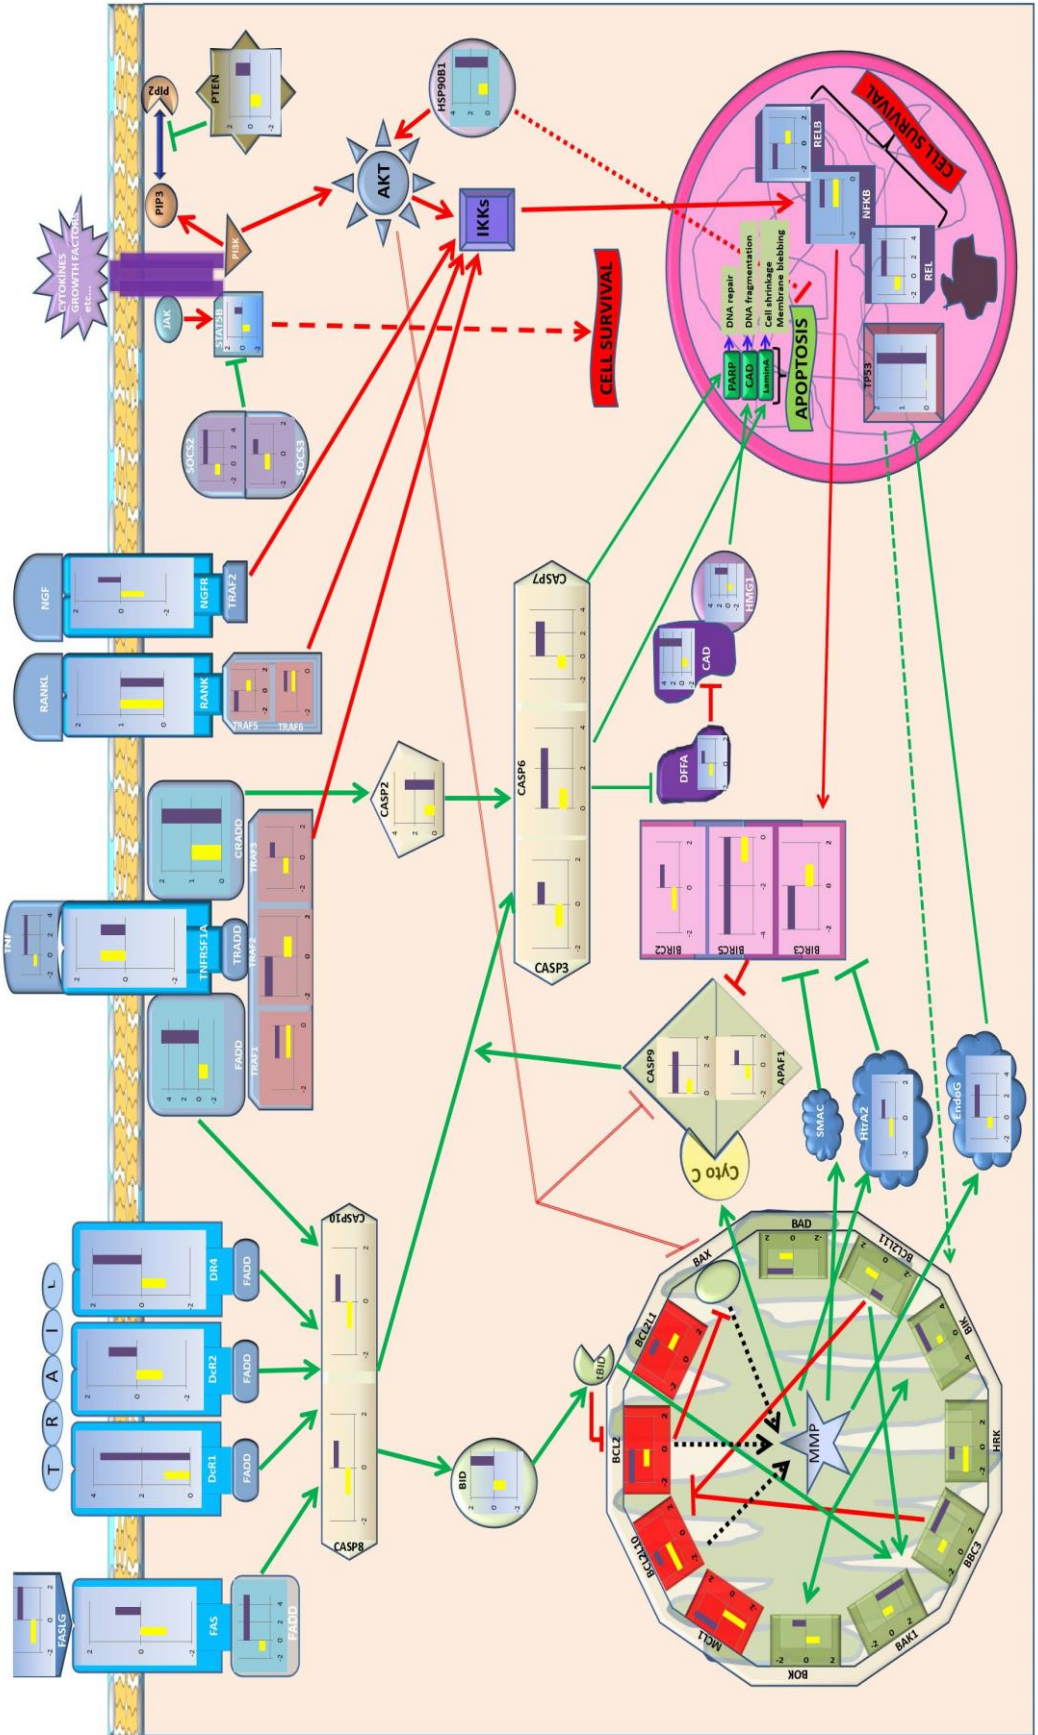 CYTOKINES
GROWTH FACTORS
etc...
PIP2
PTEN
PIP3
PI3K
JAK
STAT5B
SOCS2
SOCS3
HSP90B1
AKT
IKKs
CELL SURVIVAL
NGF
NGFR
TRAF2
RANKL
RANK
TRAF5
TRAF6
TNF
TNFRSF1A
TRADD
CRADD
FADD
TRAF1
TRAF2
TRAF3
T R A I L
DR4
FADD
DcR2
FADD
DcR1
FADD
FASLG
FAS
FADD
CASP2
CASP10
CASP8
CASP7
CASP6
CASP3
BID
tBID
CAD
HMG1
DFFA
BIRC2
BIRC5
BIRC3
CASP9
APAF1
Cyto C
SMAC
HtrA2
EndoG
BAX
BAD
BCL2L11
BIK
HRK
BBC3
BAK1
BOK
MCL1
BCL2L10
BCL2
BCL2L1
MMP
RELB
NFKB
REL
CELL SURVIVAL
TP53
PARP
DNA repair
CAD
DNA fragmentation
LaminA
Cell shrinkage
Membrane blebbing
APOPTOSIS